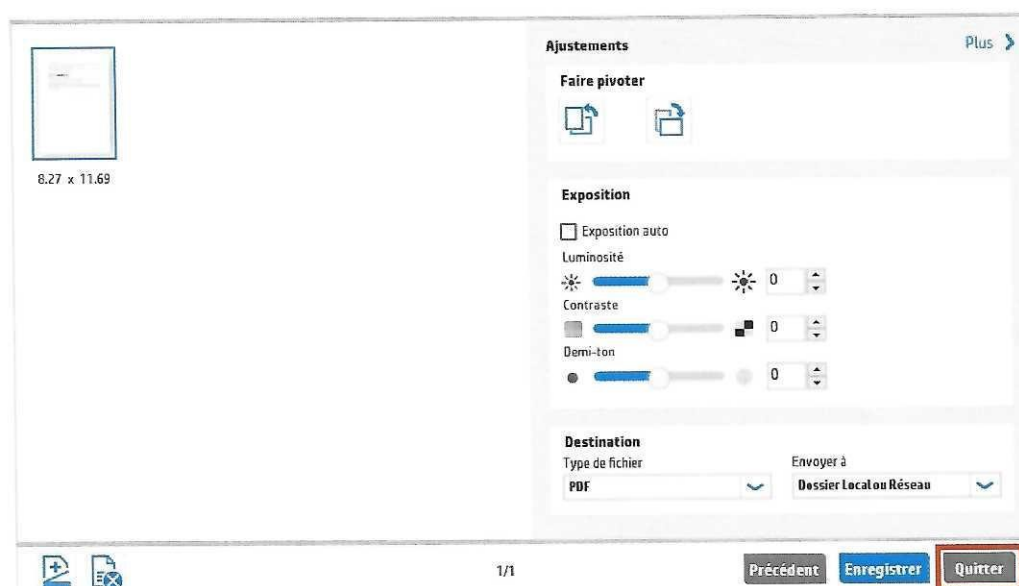 Ajustements
Plus
Faire pivoter
8.27 x 11.69
Exposition
Exposition auto
Luminosité
0
Contraste
0
Demi-ton
0
Destination
Type de fichier
Envoyer à
PDF
Dossier Local ou Réseau
1/1
Précédent
Enregistrer
Quitter